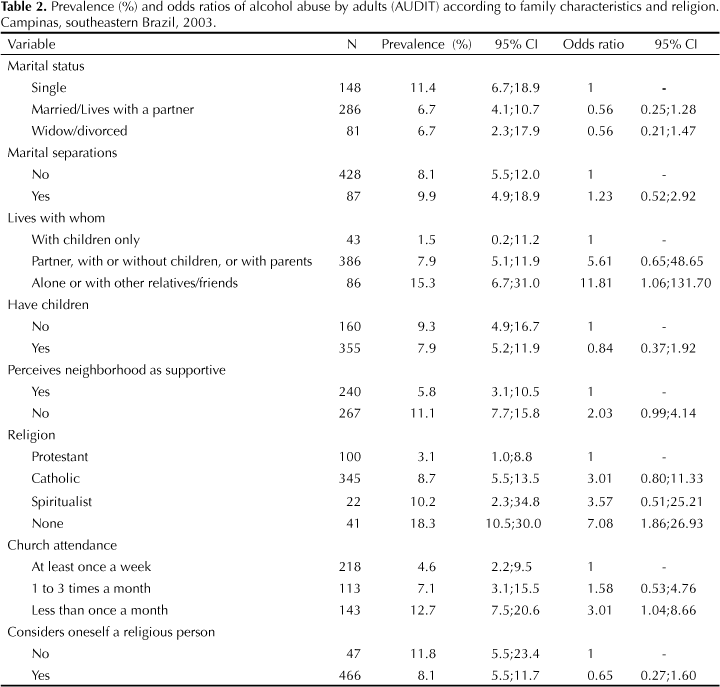 Table 2. Prevalence (%) and odds ratios of alcohol abuse by adults (AUDIT) according to family characteristics and religion.
Campinas, southeastern Brazil, 2003.
Variable N Prevalence (%) 95% CI Odds ratio 95% CI
Marital status
Single 148 11.4 6.7;18.9 1 -
Married/Lives with a partner 286 6.7 4.1;10.7 0.56 0.25;1.28
Widow/divorced 81 6.7 2.3;17.9 0.56 0.21;1.47
Marital separations
No 428 8.1 5.5;12.0 1 -
Yes 87 9.9 4.9;18.9 1.23 0.52;2.92
Lives with whom
With children only 43 1.5 0.2;11.2 1 -
Partner, with or without children, or with parents 386 7.9 5.1;11.9 5.61 0.65;48.65
Alone or with other relatives/friends 86 15.3 6.7;31.0 11.81 1.06;131.70
Have children
No 160 9.3 4.9;16.7 1 -
Yes 355 7.9 5.2;11.9 0.84 0.37;1.92
Perceives neighborhood as supportive
Yes 240 5.8 3.1;10.5 1 -
No 267 11.1 7.7;15.8 2.03 0.99;4.14
Religion
Protestant 100 3.1 1.0;8.8 1 -
Catholic 345 8.7 5.5;13.5 3.01 0.80;11.33
Spiritualist 22 10.2 2.3;34.8 3.57 0.51;25.21
None 41 18.3 10.5;30.0 7.08 1.86;26.93
Church attendance
At least once a week 218 4.6 2.2;9.5 1 -
1 to 3 times a month 113 7.1 3.1;15.5 1.58 0.53;4.76
Less than once a month 143 12.7 7.5;20.6 3.01 1.04;8.66
Considers oneself a religious person
No 47 11.8 5.5;23.4 1 -
Yes 466 8.1 5.5;11.7 0.65 0.27;1.60